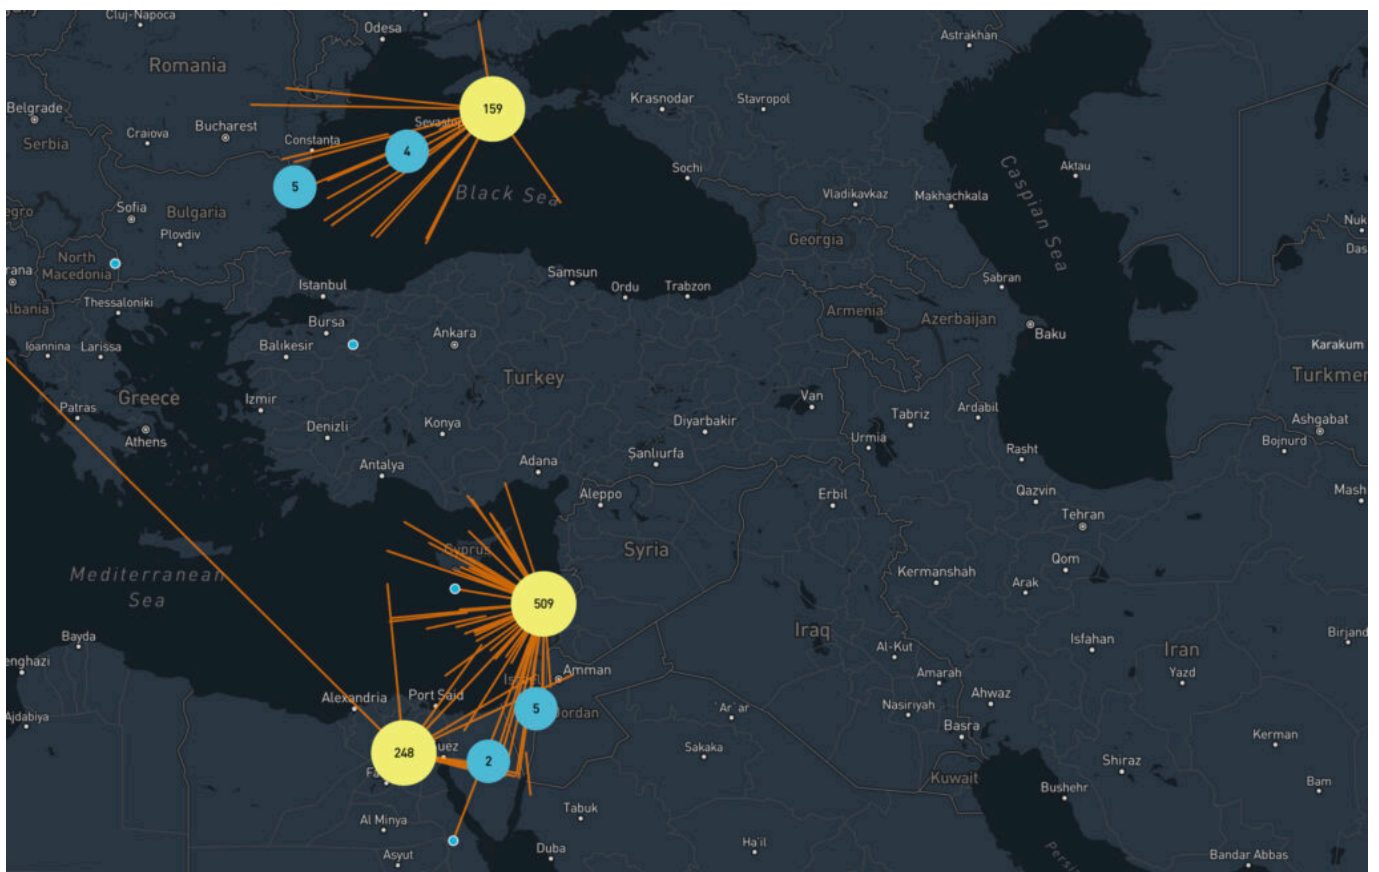 Cluj-Napoca
Odesa
Astrakhan
Romania
159
Krasnodar
Stavropol
Belgrade
Bucharest
Craiova
Constanta
Serbia
4
Sochi
Aktau
5
Black Sea
Caspian Sea
Vladikavkaz
Makhachkala
Sofia
Bulgaria
Plovdiv
Georgia
North
Macedonia
Samsun
Ordu
Trabzon
Istanbul
Şabran
Thessaloniki
Armenia
Azerbaijan
Bursa
Ankara
Baku
Ioannina
Larissa
Balıkesir
Karakum
Turkey
Greece
Izmir
Van
Patras
Athens
Denizli
Konya
Diyarbakir
Tabriz
Ardabil
Ashgabat
Urmia
Bojnurd
Antalya
Adana
Şanlıurfa
Rasht
Aleppo
Erbil
Qazvin
Tehran
Cyprus
Syria
Qom
Mediterranean
Sea
Kermanshah
Arak
509
Bayda
Iraq
Al-Kut
Isfahan
Iran
Amman
Amarah
Yazd
Alexandria
Port Said
Ahwaz
Ajdabiya
5
Jordan
`Ar`ar
Nasiriyah
Basra
248
2
Sakaka
Kerman
Shiraz
Kuwait
Bushehr
Bam
Tabuk
Al Minya
Ha'il
Asyut
Duba
Bandar Abbas